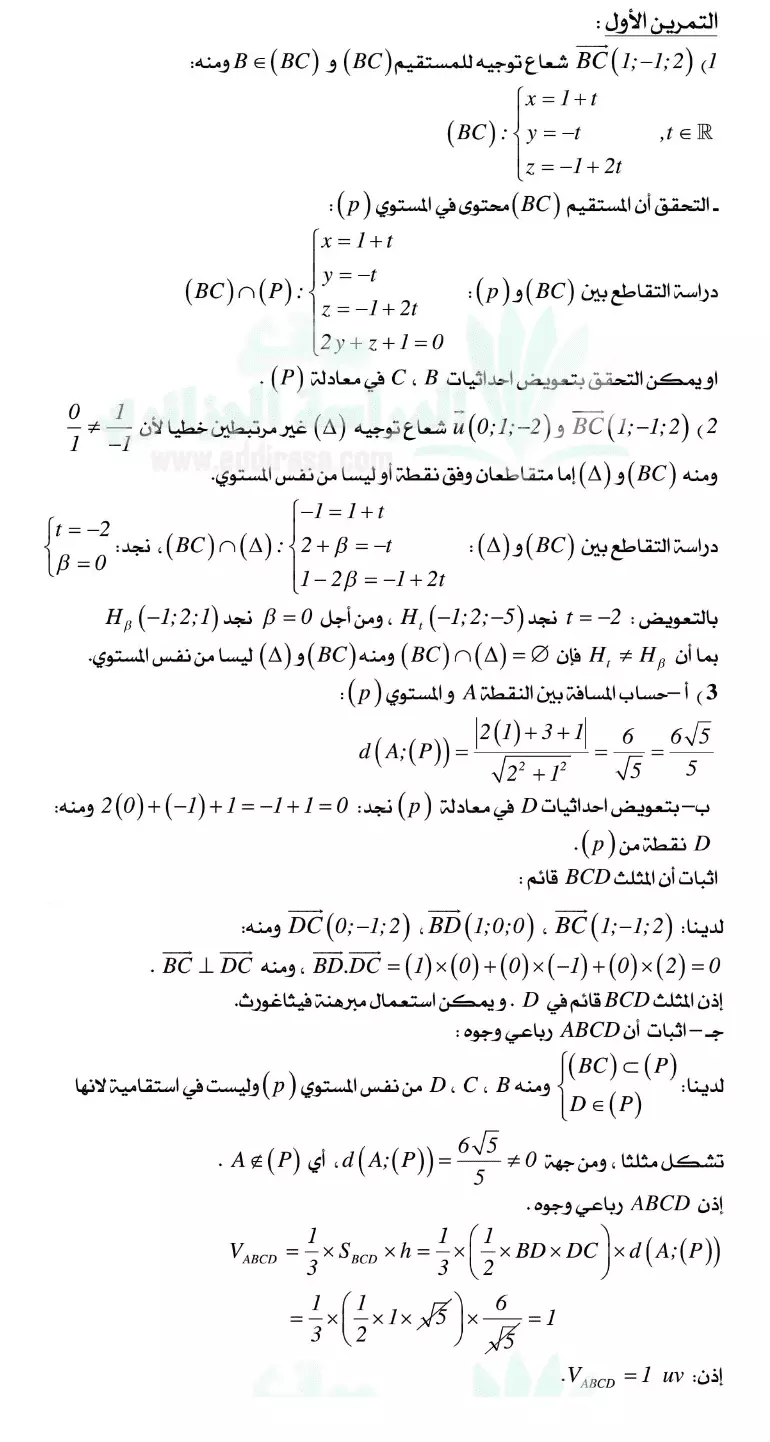 التمرين الأول :
1) $\overrightarrow{BC}(1;-1;2)$ شعاع توجيه للمستقيم $(BC)$ و $B \in (BC)$ ومنه:
$(BC): \begin{cases} x = 1+t \\ y = -t \\ z = -1+2t \end{cases} , t \in \mathbb{R}$
ـ التحقق أن المستقيم $(BC)$ محتوى في المستوي $(p)$ :
دراسة التقاطع بين $(BC)$ و $(p)$ : $(BC) \cap (P): \begin{cases} x = 1+t \\ y = -t \\ z = -1+2t \\ 2y+z+1=0 \end{cases}$
او يمكن التحقق بتعويض احداثيات B ، C في معادلة $(P)$ .
2) $\overrightarrow{BC}(1;-1;2)$ و $\vec{u}(0;1;-2)$ شعاع توجيه $(\Delta)$ غير مرتبطين خطيا لأن $\frac{0}{1} \neq \frac{1}{-1}$
www.eddirasa.com
ومنه $(BC)$ و $(\Delta)$ إما متقاطعان وفق نقطة أو ليسا من نفس المستوي.
دراسة التقاطع بين $(BC)$ و $(\Delta)$ : $(BC) \cap (\Delta): \begin{cases} -1 = 1+t \\ 2+\beta = -t \\ 1-2\beta = -1+2t \end{cases}$ ، نجد: $\begin{cases} t = -2 \\ \beta = 0 \end{cases}$
بالتعويض : $t = -2$ نجد $H_t(-1;2;-5)$ ، ومن أجل $\beta = 0$ نجد $H_\beta(-1;2;1)$
بما أن $H_t \neq H_\beta$ فإن $(BC) \cap (\Delta) = \varnothing$ ومنه $(BC)$ و $(\Delta)$ ليسا من نفس المستوي.
3) أ –حساب المسافة بين النقطة A و المستوي $(p)$ :
$d(A;(P)) = \frac{|2(1)+3+1|}{\sqrt{2^2+1^2}} = \frac{6}{\sqrt{5}} = \frac{6\sqrt{5}}{5}$
ب– بتعويض احداثيات D في معادلة $(p)$ نجد: $2(0)+(-1)+1 = -1+1 = 0$ ومنه:
D نقطة من $(p)$ .
اثبات أن المثلث BCD قائم :
لدينا: $\overrightarrow{BC}(1;-1;2)$ ، $\overrightarrow{BD}(1;0;0)$ ، $\overrightarrow{DC}(0;-1;2)$ ومنه:
$\overrightarrow{BD}.\overrightarrow{DC} = (1)\times(0)+(0)\times(-1)+(0)\times(2) = 0$ ، ومنه $\overrightarrow{BC} \perp \overrightarrow{DC}$ .
إذن المثلث BCD قائم في D . و يمكن استعمال مبرهنة فيثاغورث.
جـ – اثبات أن ABCD رباعي وجوه :
لدينا: $\begin{cases} (BC) \subset (P) \\ D \in (P) \end{cases}$ ومنه D ، C ، B من نفس المستوي $(p)$ وليست في استقامية لانها
تشكل مثلثا ، ومن جهة $d(A;(P)) = \frac{6\sqrt{5}}{5} \neq 0$ ، أي $A \notin (P)$ .
إذن ABCD رباعي وجوه .
$V_{ABCD} = \frac{1}{3} \times S_{BCD} \times h = \frac{1}{3} \times \left(\frac{1}{2} \times BD \times DC\right) \times d(A;(P))$
$= \frac{1}{3} \times \left(\frac{1}{2} \times 1 \times \sqrt{5}\right) \times \frac{6}{\sqrt{5}} = 1$
إذن: $V_{ABCD} = 1 \; uv$.